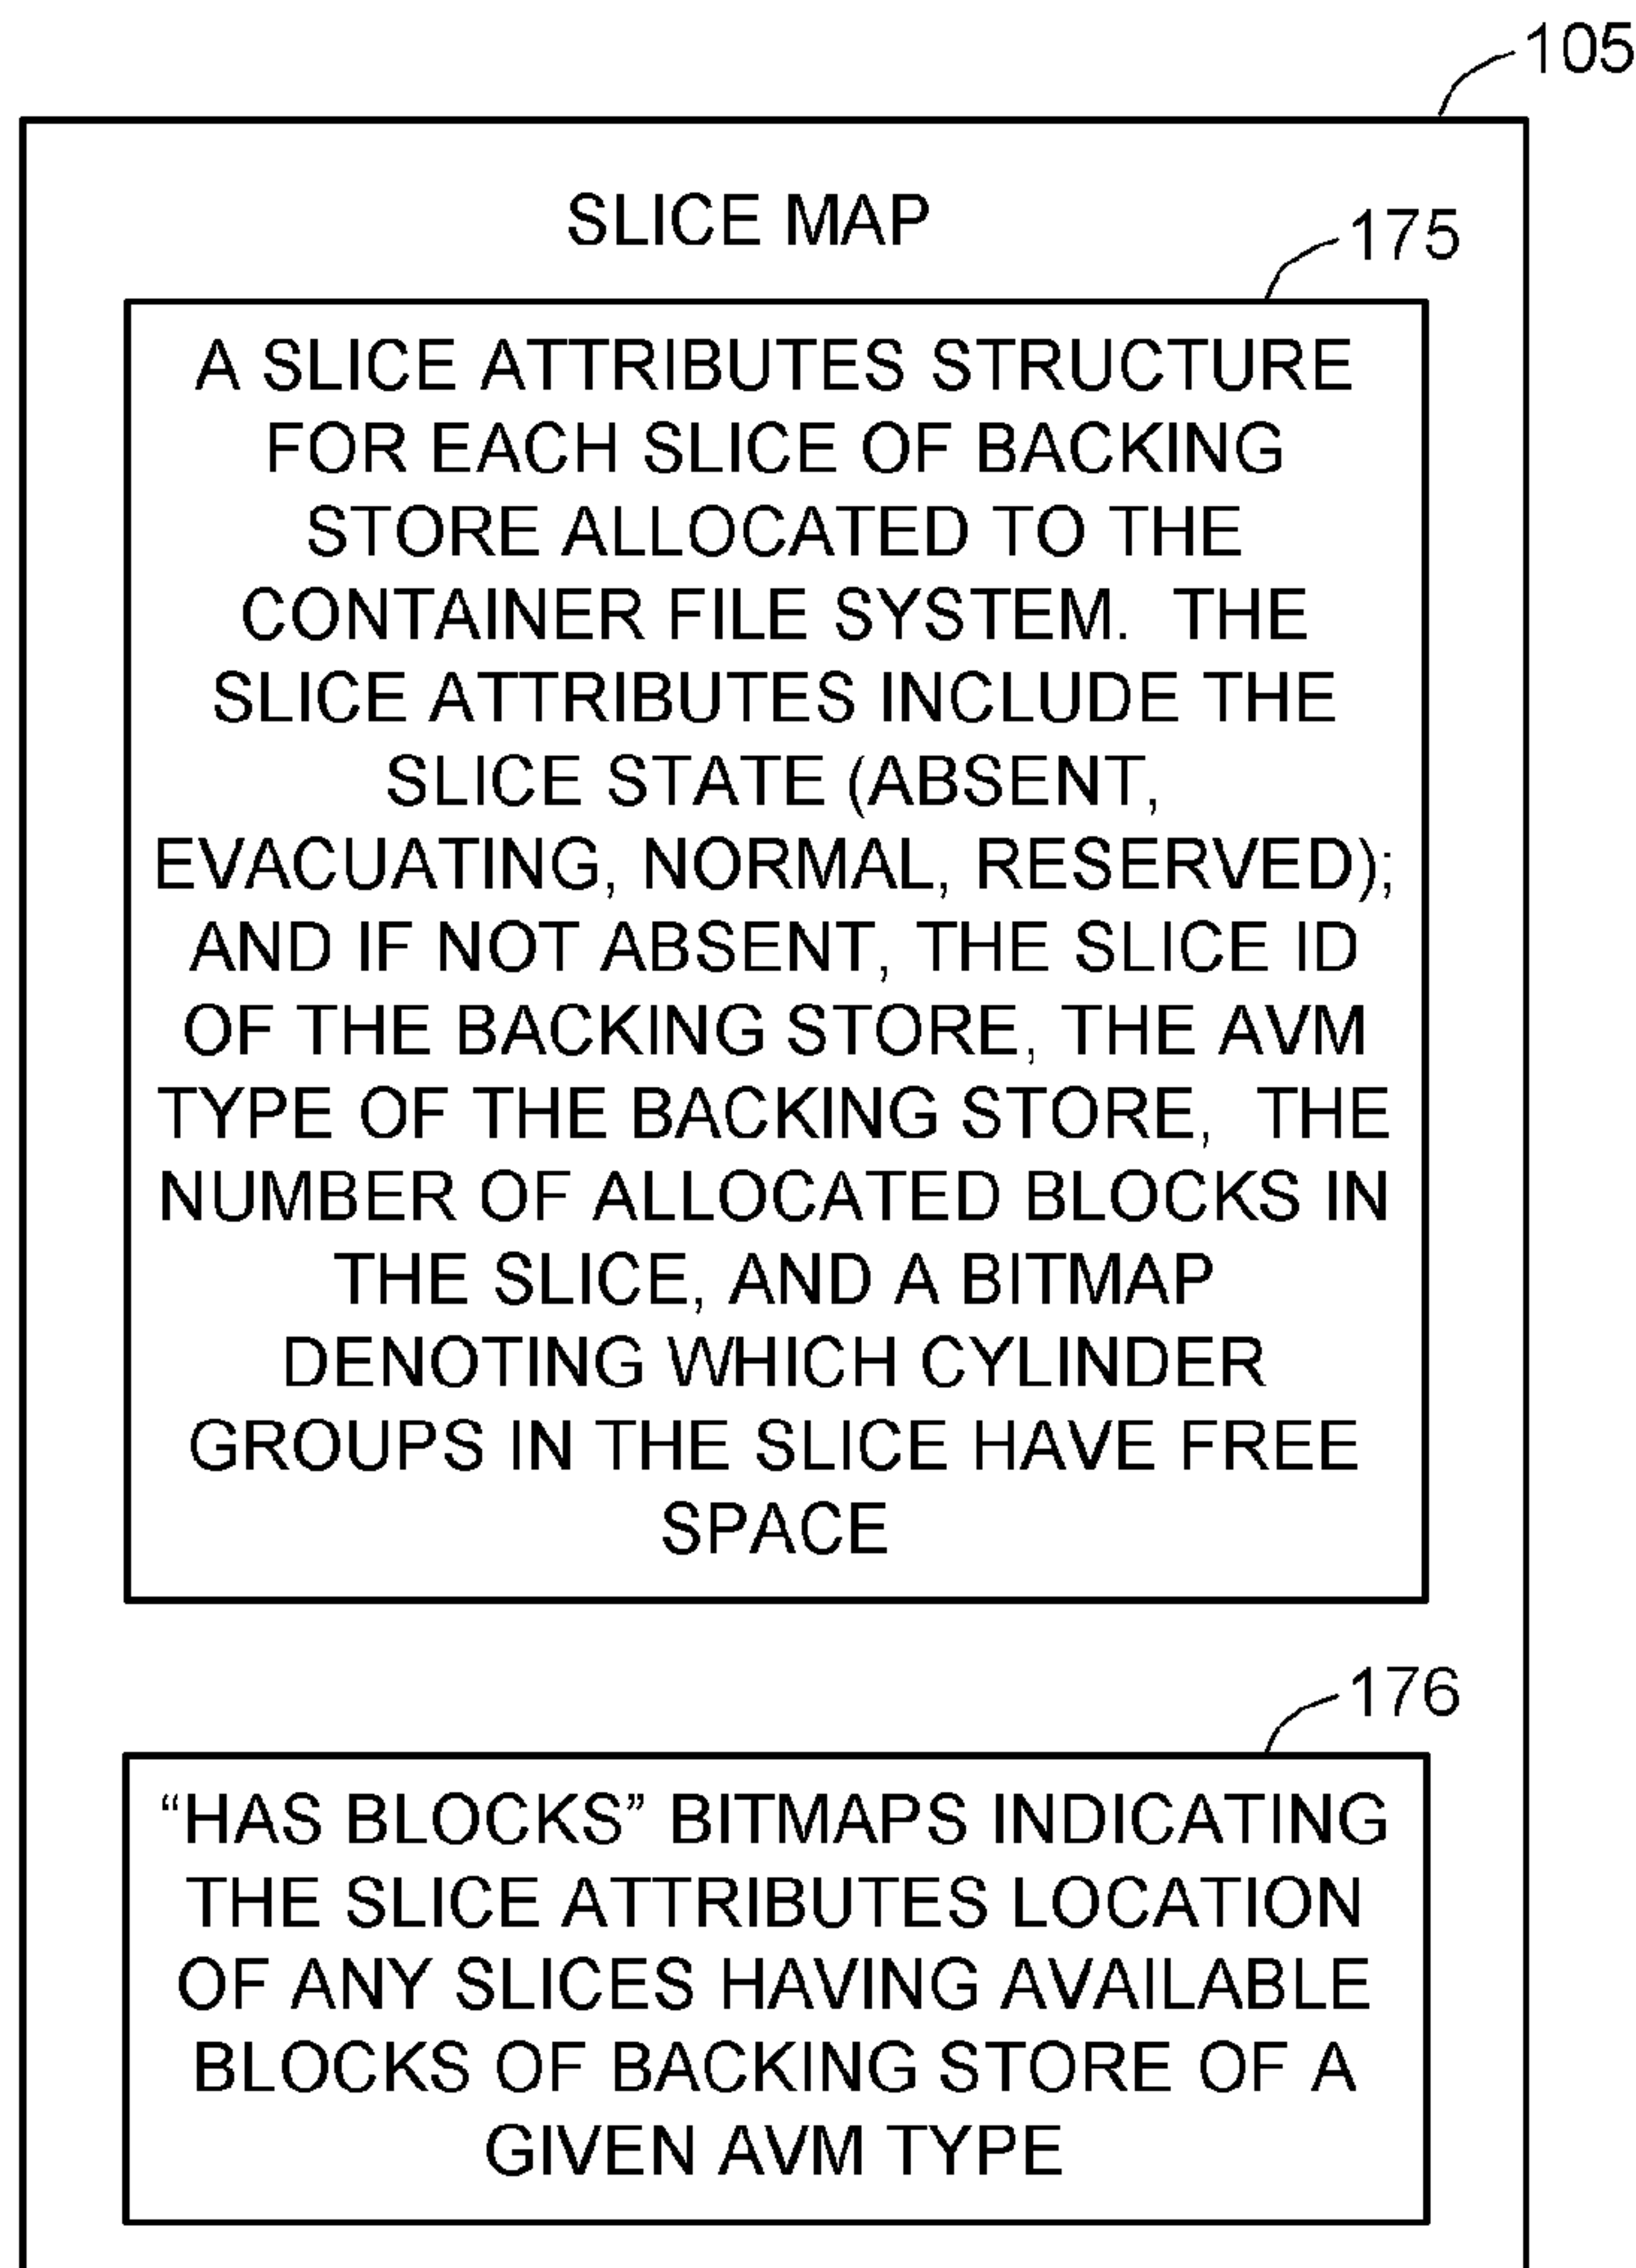 105
SLICE MAP
175
A SLICE ATTRIBUTES STRUCTURE
FOR EACH SLICE OF BACKING
STORE ALLOCATED TO THE
CONTAINER FILE SYSTEM.  THE
SLICE ATTRIBUTES INCLUDE THE
SLICE STATE (ABSENT,
EVACUATING, NORMAL, RESERVED);
AND IF NOT ABSENT, THE SLICE ID
OF THE BACKING STORE, THE AVM
TYPE OF THE BACKING STORE,  THE
NUMBER OF ALLOCATED BLOCKS IN
THE SLICE, AND A BITMAP
DENOTING WHICH CYLINDER
GROUPS IN THE SLICE HAVE FREE
SPACE
176
“HAS BLOCKS” BITMAPS INDICATING
THE SLICE ATTRIBUTES LOCATION
OF ANY SLICES HAVING AVAILABLE
BLOCKS OF BACKING STORE OF A
GIVEN AVM TYPE